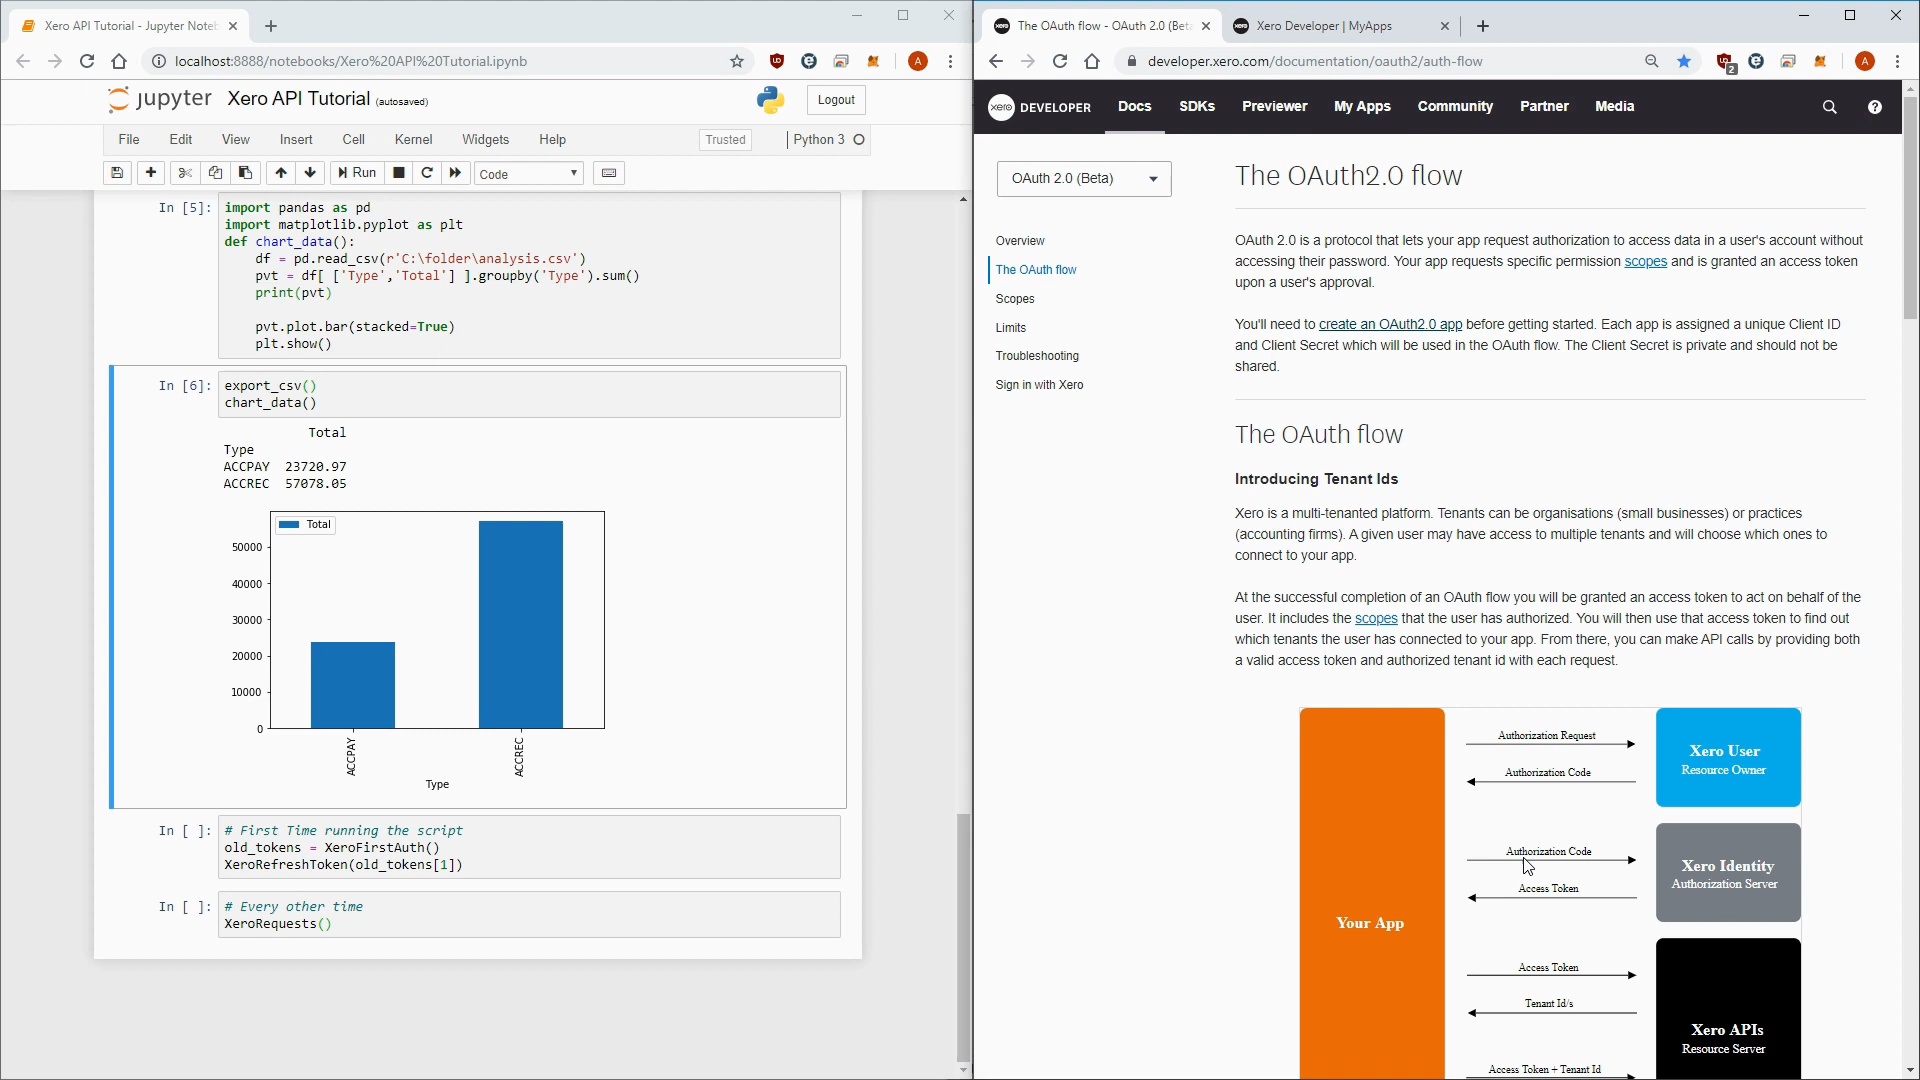 Xero API Tutorial - Jupyter Noteb
localhost:8888/notebooks/Xero%20API%20Tutorial.ipynb
A
jupyter Xero API Tutorial (autosaved)
Logout
File Edit View Insert Cell Kernel Widgets Help
Trusted
Python 3
Run
Code
In [5]:
import pandas as pd
import matplotlib.pyplot as plt
def chart_data():
    df = pd.read_csv(r'C:\folder\analysis.csv')
    pvt = df[ ['Type','Total'] ].groupby('Type').sum()
    print(pvt)
    pvt.plot.bar(stacked=True)
    plt.show()
In [6]:
export_csv()
chart_data()
Total
Type
ACCPAY 23720.97
ACCREC 57078.05
Total
50000
40000
30000
20000
10000
0
ACCPAY
ACCREC
Type
In [ ]:
# First Time running the script
old_tokens = XeroFirstAuth()
XeroRefreshToken(old_tokens[1])
In [ ]:
# Every other time
XeroRequests()
The OAuth flow - OAuth 2.0 (Bet
Xero Developer | MyApps
developer.xero.com/documentation/oauth2/auth-flow
2
A
xero DEVELOPER Docs SDKs Previewer My Apps Community Partner Media
OAuth 2.0 (Beta)
Overview
The OAuth flow
Scopes
Limits
Troubleshooting
Sign in with Xero
The OAuth2.0 flow
OAuth 2.0 is a protocol that lets your app request authorization to access data in a user's account without
accessing their password. Your app requests specific permission scopes and is granted an access token
upon a user's approval.
You'll need to create an OAuth2.0 app before getting started. Each app is assigned a unique Client ID
and Client Secret which will be used in the OAuth flow. The Client Secret is private and should not be
shared.
The OAuth flow
Introducing Tenant Ids
Xero is a multi-tenanted platform. Tenants can be organisations (small businesses) or practices
(accounting firms). A given user may have access to multiple tenants and will choose which ones to
connect to your app.
At the successful completion of an OAuth flow you will be granted an access token to act on behalf of the
user. It includes the scopes that the user has authorized. You will then use that access token to find out
which tenants the user has connected to your app. From there, you can make API calls by providing both
a valid access token and authorized tenant id with each request.
Your App
Authorization Request
Authorization Code
Xero User
Resource Owner
Authorization Code
Access Token
Xero Identity
Authorization Server
Access Token
Tenant Id/s
Xero APIs
Resource Server
Access Token + Tenant Id